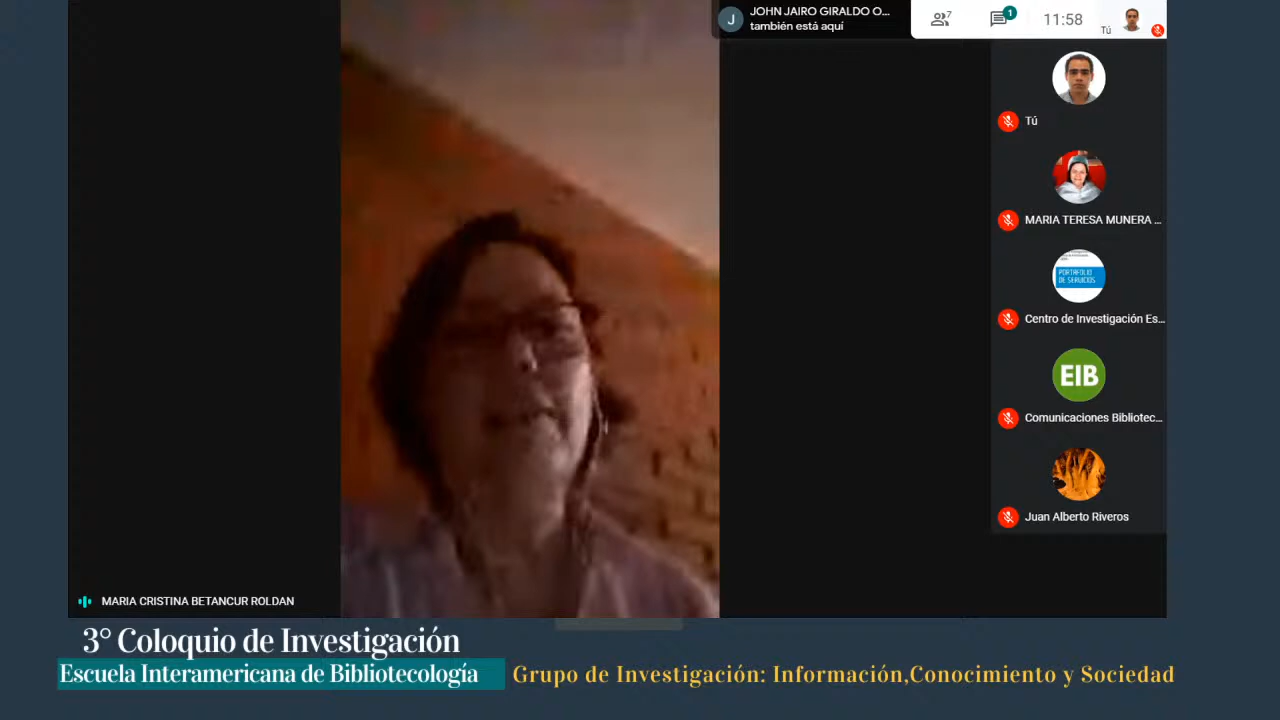 JOHN JAIRO GIRALDO O...
también está aquí
7
1
11:58
Tú
Tú
MARIA TERESA MUNERA ...
PORTAFOLIO
DE SERVICIOS
Centro de Investigación Es...
EIB
Comunicaciones Bibliotec...
Juan Alberto Riveros
MARIA CRISTINA BETANCUR ROLDAN
3° Coloquio de Investigación
Escuela Interamericana de Bibliotecología
Grupo de Investigación: Información,Conocimiento y Sociedad